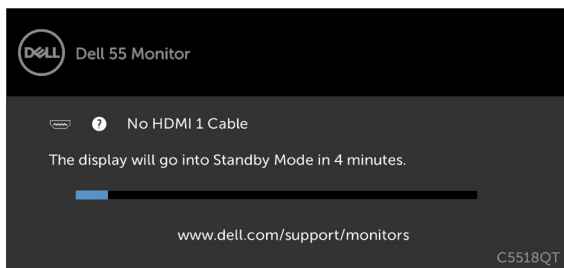 DELL Dell 55 Monitor
? No HDMI 1 Cable
The display will go into Standby Mode in 4 minutes.
www.dell.com/support/monitors
C5518QT